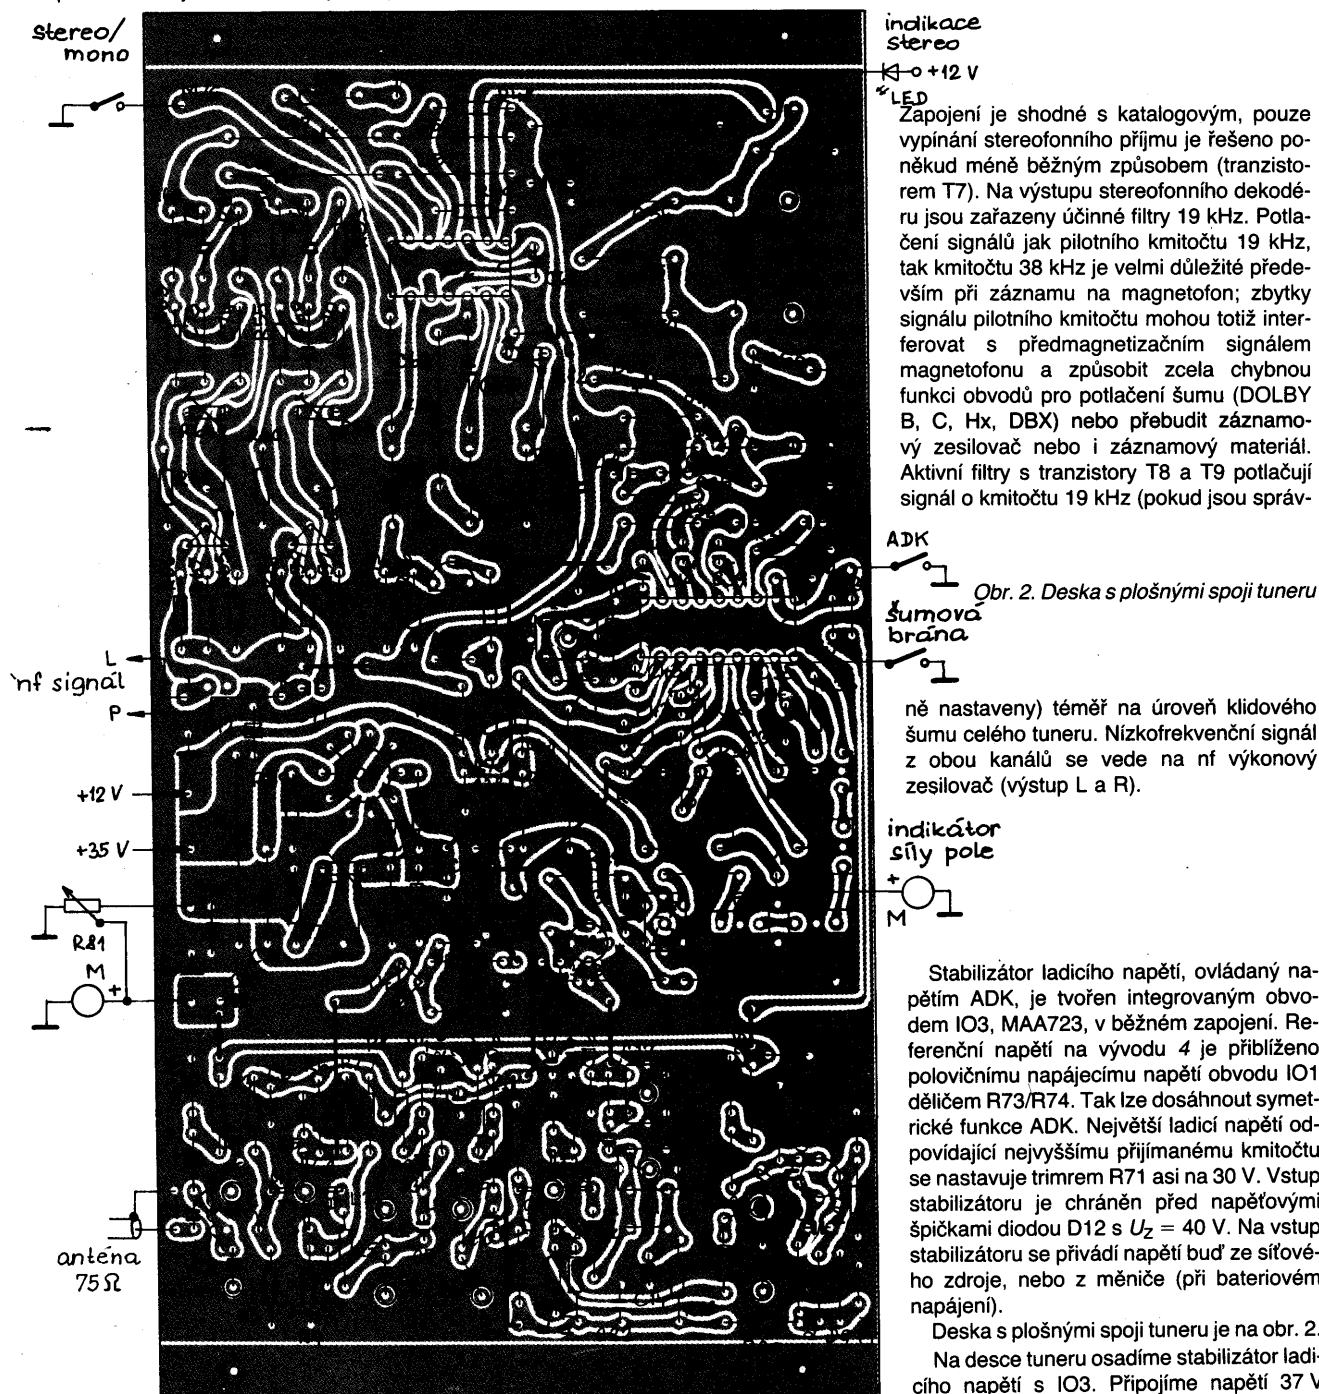 stereo/
mono
indikace
stereo
+12 V
LED
Zapojení je shodné s katalogovým, pouze
vypínání stereofonního příjmu je řešeno po-
někud méně běžným způsobem (tranzisto-
rem T7). Na výstupu stereofonního dekodé-
ru jsou zařazeny účinné filtry 19 kHz. Potla-
čení signálů jak pilotního kmitočtu 19 kHz,
tak kmitočtu 38 kHz je velmi důležité přede-
vším při záznamu na magnetofon; zbytky
signálu pilotního kmitočtu mohou totiž inter-
ferovat s předmagnetizačním signálem
magnetofonu a způsobit zcela chybnou
funkci obvodů pro potlačení šumu (DOLBY
B, C, Hx, DBX) nebo přebudit záznamo-
vý zesilovač nebo i záznamový materiál.
Aktivní filtry s tranzistory T8 a T9 potlačují
signál o kmitočtu 19 kHz (pokud jsou správ-
ADK
Obr. 2. Deska s plošnými spoji tuneru
šumová
brána
L
nf signál
P
ně nastaveny) téměř na úroveň klidového
šumu celého tuneru. Nízkofrekvenční signál
z obou kanálů se vede na nf výkonový
zesilovač (výstup L a R).
+12 V
+35 V
indikátor
síly pole
+
M
R81
M
+
Stabilizátor ladicího napětí, ovládaný na-
pětím ADK, je tvořen integrovaným obvo-
dem IO3, MAA723, v běžném zapojení. Re-
ferenční napětí na vývodu 4 je přiblíženo
polovičnímu napájecímu napětí obvodu IO1
děličem R73/R74. Tak lze dosáhnout symet-
rické funkce ADK. Největší ladicí napětí od-
povídající nejvyššímu přijímanému kmitočtu
se nastavuje trimrem R71 asi na 30 V. Vstup
stabilizátoru je chráněn před napěťovými
špičkami diodou D12 s U_Z = 40 V. Na vstup
stabilizátoru se přivádí napětí buď ze síťové-
ho zdroje, nebo z měniče (při bateriovém
napájení).
Deska s plošnými spoji tuneru je na obr. 2.
Na desce tuneru osadíme stabilizátor ladi-
cího napětí s IO3. Připojíme napětí 37 V
anténa
75Ω